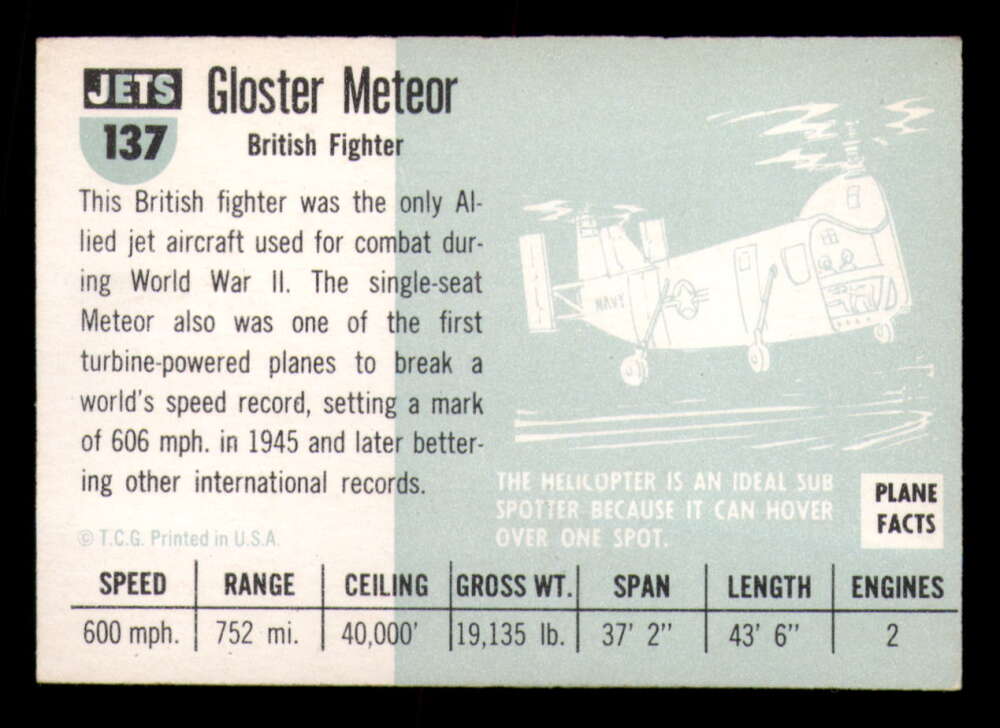 JETS
137
Gloster Meteor
British Fighter
This British fighter was the only Al-
lied jet aircraft used for combat dur-
ing World War II. The single-seat
Meteor also was one of the first
turbine-powered planes to break a
world's speed record, setting a mark
of 606 mph. in 1945 and later better-
ing other international records.
© T.C.G. Printed in U.S.A.
NAVY
THE HELICOPTER IS AN IDEAL SUB
SPOTTER BECAUSE IT CAN HOVER
OVER ONE SPOT.
PLANE
FACTS
SPEED RANGE CEILING GROSS WT. SPAN LENGTH ENGINES
600 mph. 752 mi. 40,000' 19,135 lb. 37' 2" 43' 6" 2